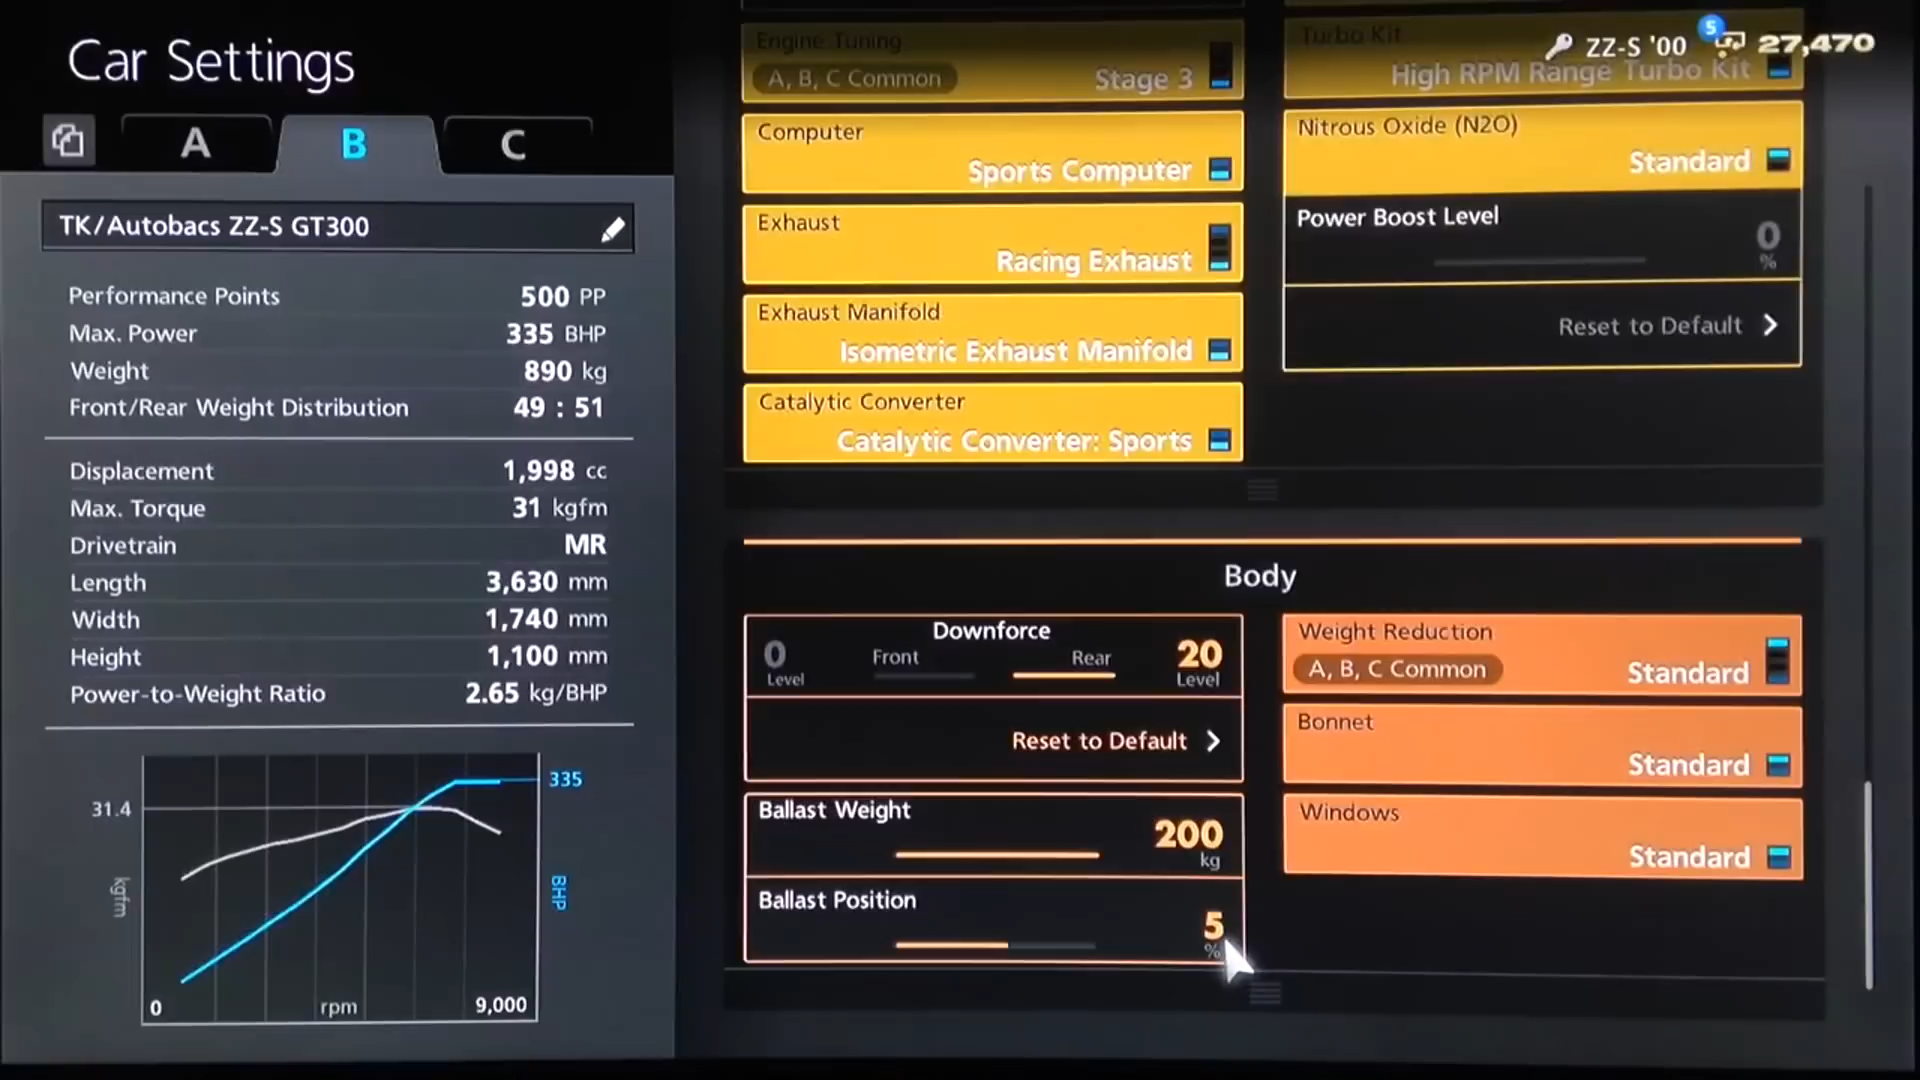 Car Settings
A
B
C
TK/Autobacs ZZ-S GT300
Performance Points 500 PP
Max. Power 335 BHP
Weight 890 kg
Front/Rear Weight Distribution 49 : 51
Displacement 1,998 cc
Max. Torque 31 kgfm
Drivetrain MR
Length 3,630 mm
Width 1,740 mm
Height 1,100 mm
Power-to-Weight Ratio 2.65 kg/BHP
335
31.4
kgfm
BHP
0 rpm 9,000
Engine Tuning
A, B, C Common Stage 3
Computer
Sports Computer
Exhaust
Racing Exhaust
Exhaust Manifold
Isometric Exhaust Manifold
Catalytic Converter
Catalytic Converter: Sports
Turbo Kit
High RPM Range Turbo Kit
ZZ-S '00 5 27,470
Nitrous Oxide (N2O)
Standard
Power Boost Level
0
%
Reset to Default
Body
Downforce
0 Front Rear 20
Level Level
Reset to Default
Ballast Weight
200
kg
Ballast Position
5
%
Weight Reduction
A, B, C Common Standard
Bonnet
Standard
Windows
Standard